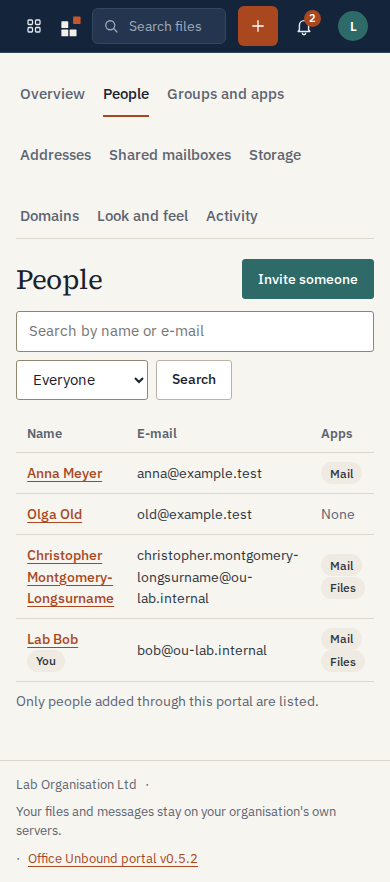 Search files
+
2
L
Overview People Groups and apps
Addresses Shared mailboxes Storage
Domains Look and feel Activity
People
Invite someone
Search by name or e-mail
Everyone
Search
Name E-mail Apps
Anna Meyer anna@example.test Mail
Olga Old old@example.test None
Christopher christopher.montgomery- Mail
Montgomery- longsurname@ou- Files
Longsurname lab.internal
Lab Bob bob@ou-lab.internal Mail
You Files
Only people added through this portal are listed.
Lab Organisation Ltd ·
Your files and messages stay on your organisation's own
servers.
· Office Unbound portal v0.5.2